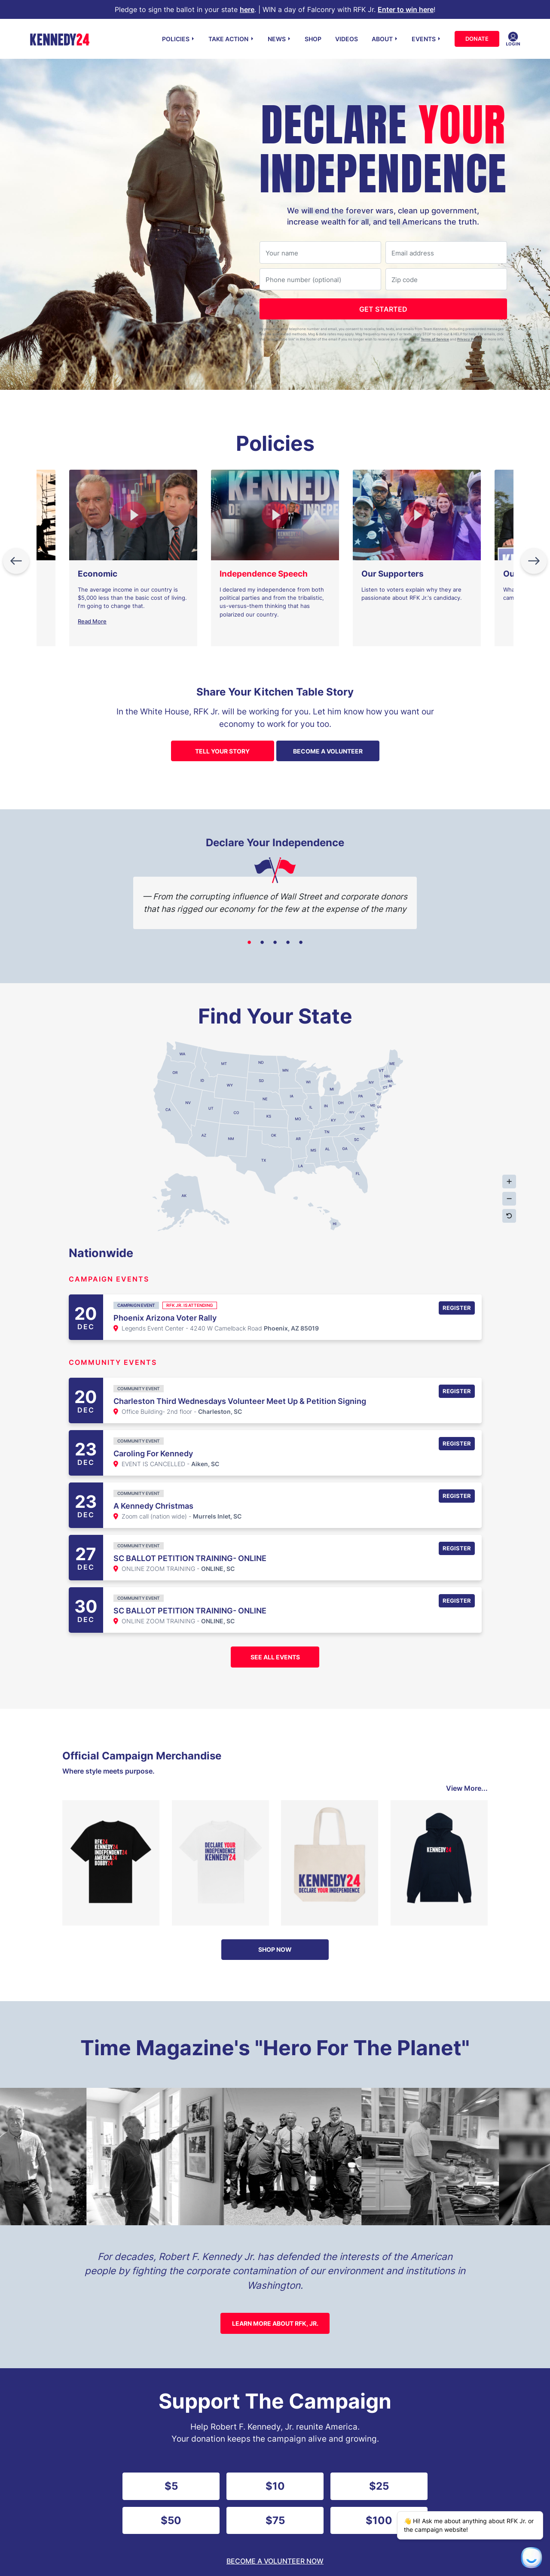 Pledge to sign the ballot in your state here. | WIN a day of Falconry with RFK Jr. Enter to win here!
KENNEDY24
POLICIES
TAKE ACTION
NEWS
SHOP
VIDEOS
ABOUT
EVENTS
DONATE
LOGIN
DECLARE YOUR
INDEPENDENCE
We will end the forever wars, clean up government,
increase wealth for all, and tell Americans the truth.
Your name
Email address
Phone number (optional)
Zip code
GET STARTED
Terms of Service
Policies
Economic
The average income in our country is
$5,000 less than the basic cost of living.
I'm going to change that.
Read More
KENNEDY
Independence Speech
I declared my independence from both
political parties and from the tribalistic,
us-versus-them thinking that has
polarized our country.
Our Supporters
Listen to voters explain why they are
passionate about RFK Jr.'s candidacy.
Share Your Kitchen Table Story
In the White House, RFK Jr. will be working for you. Let him know how you want our
economy to work for you too.
TELL YOUR STORY
BECOME A VOLUNTEER
Declare Your Independence
— From the corrupting influence of Wall Street and corporate donors
that has rigged our economy for the few at the expense of the many
Find Your State
WA
MT
ND
MN
ME
OR
ID
WY
SD
WI
MI
NY
VT
NH
MA
CT
RI
CA
NV
UT
CO
NE
IA
IL
IN
OH
PA
NJ
MD
DE
KS
MO
KY
WV
VA
AZ
NM
OK
AR
TN
NC
SC
TX
LA
MS
AL
GA
FL
AK
HI
Nationwide
CAMPAIGN EVENTS
20
DEC
CAMPAIGN EVENT
RFK JR. IS ATTENDING
Phoenix Arizona Voter Rally
Legends Event Center - 4240 W Camelback Road Phoenix, AZ 85019
REGISTER
COMMUNITY EVENTS
20
DEC
COMMUNITY EVENT
Charleston Third Wednesdays Volunteer Meet Up & Petition Signing
Office Building- 2nd floor - Charleston, SC
REGISTER
23
DEC
COMMUNITY EVENT
Caroling For Kennedy
EVENT IS CANCELLED - Aiken, SC
REGISTER
23
DEC
COMMUNITY EVENT
A Kennedy Christmas
Zoom call (nation wide) - Murrels Inlet, SC
REGISTER
27
DEC
COMMUNITY EVENT
SC BALLOT PETITION TRAINING- ONLINE
ONLINE ZOOM TRAINING - ONLINE, SC
REGISTER
30
DEC
COMMUNITY EVENT
SC BALLOT PETITION TRAINING- ONLINE
ONLINE ZOOM TRAINING - ONLINE, SC
REGISTER
SEE ALL EVENTS
Official Campaign Merchandise
Where style meets purpose.
View More...
RFK24
KENNEDY24
INDEPENDENT24
AMERICA24
BOBBY24
DECLARE YOUR
INDEPENDENCE
KENNEDY24
KENNEDY24
DECLARE YOUR INDEPENDENCE
KENNEDY24
SHOP NOW
Time Magazine's "Hero For The Planet"
For decades, Robert F. Kennedy Jr. has defended the interests of the American
people by fighting the corporate contamination of our environment and institutions in
Washington.
LEARN MORE ABOUT RFK, JR.
Support The Campaign
Help Robert F. Kennedy, Jr. reunite America.
Your donation keeps the campaign alive and growing.
$5
$10
$25
$50
$75
$100
👋 Hi! Ask me anything about RFK Jr. or
the campaign website!
BECOME A VOLUNTEER NOW